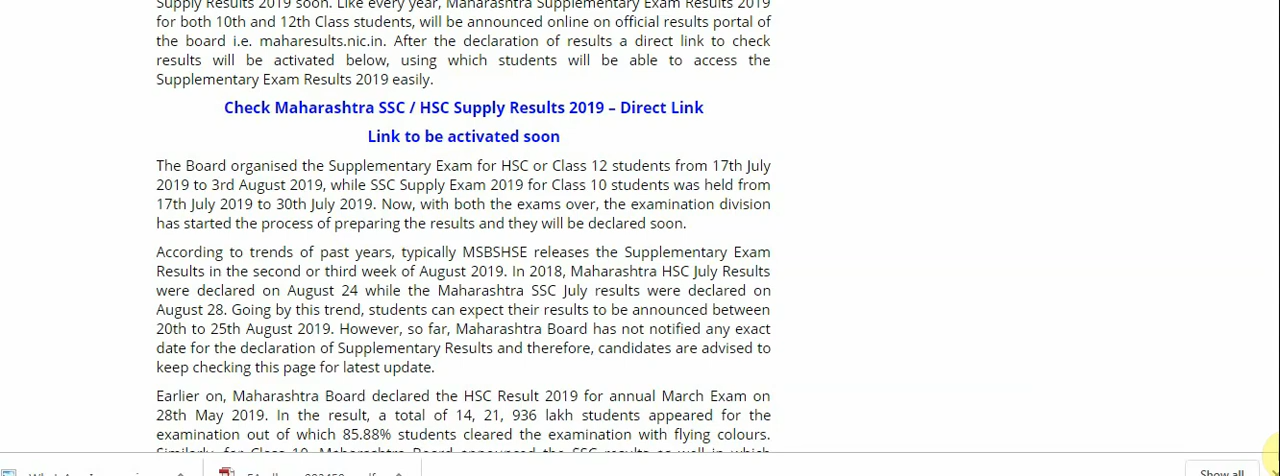 Supply Results 2019 soon. Like every year, Maharashtra Supplementary Exam Results 2019
for both 10th and 12th Class students, will be announced online on official results portal of
the board i.e. maharesults.nic.in. After the declaration of results a direct link to check
results will be activated below, using which students will be able to access the
Supplementary Exam Results 2019 easily.
Check Maharashtra SSC / HSC Supply Results 2019 – Direct Link
Link to be activated soon
The Board organised the Supplementary Exam for HSC or Class 12 students from 17th July
2019 to 3rd August 2019, while SSC Supply Exam 2019 for Class 10 students was held from
17th July 2019 to 30th July 2019. Now, with both the exams over, the examination division
has started the process of preparing the results and they will be declared soon.
According to trends of past years, typically MSBSHSE releases the Supplementary Exam
Results in the second or third week of August 2019. In 2018, Maharashtra HSC July Results
were declared on August 24 while the Maharashtra SSC July results were declared on
August 28. Going by this trend, students can expect their results to be announced between
20th to 25th August 2019. However, so far, Maharashtra Board has not notified any exact
date for the declaration of Supplementary Results and therefore, candidates are advised to
keep checking this page for latest update.
Earlier on, Maharashtra Board declared the HSC Result 2019 for annual March Exam on
28th May 2019. In the result, a total of 14, 21, 936 lakh students appeared for the
examination out of which 85.88% students cleared the examination with flying colours.
Similarly, for Class 10, Maharashtra Board announced the SSC results as well in which
Show all